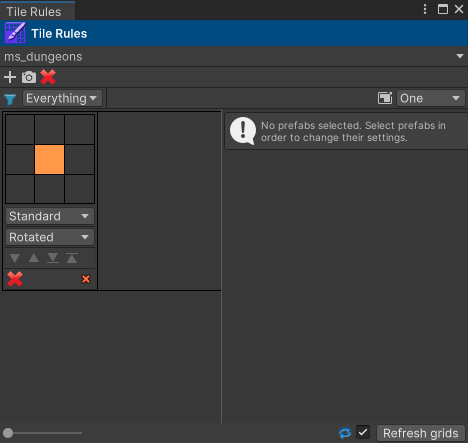 Tile Rules
Tile Rules
ms_dungeons
Everything
One
No prefabs selected. Select prefabs in
order to change their settings.
Standard
Rotated
Refresh grids